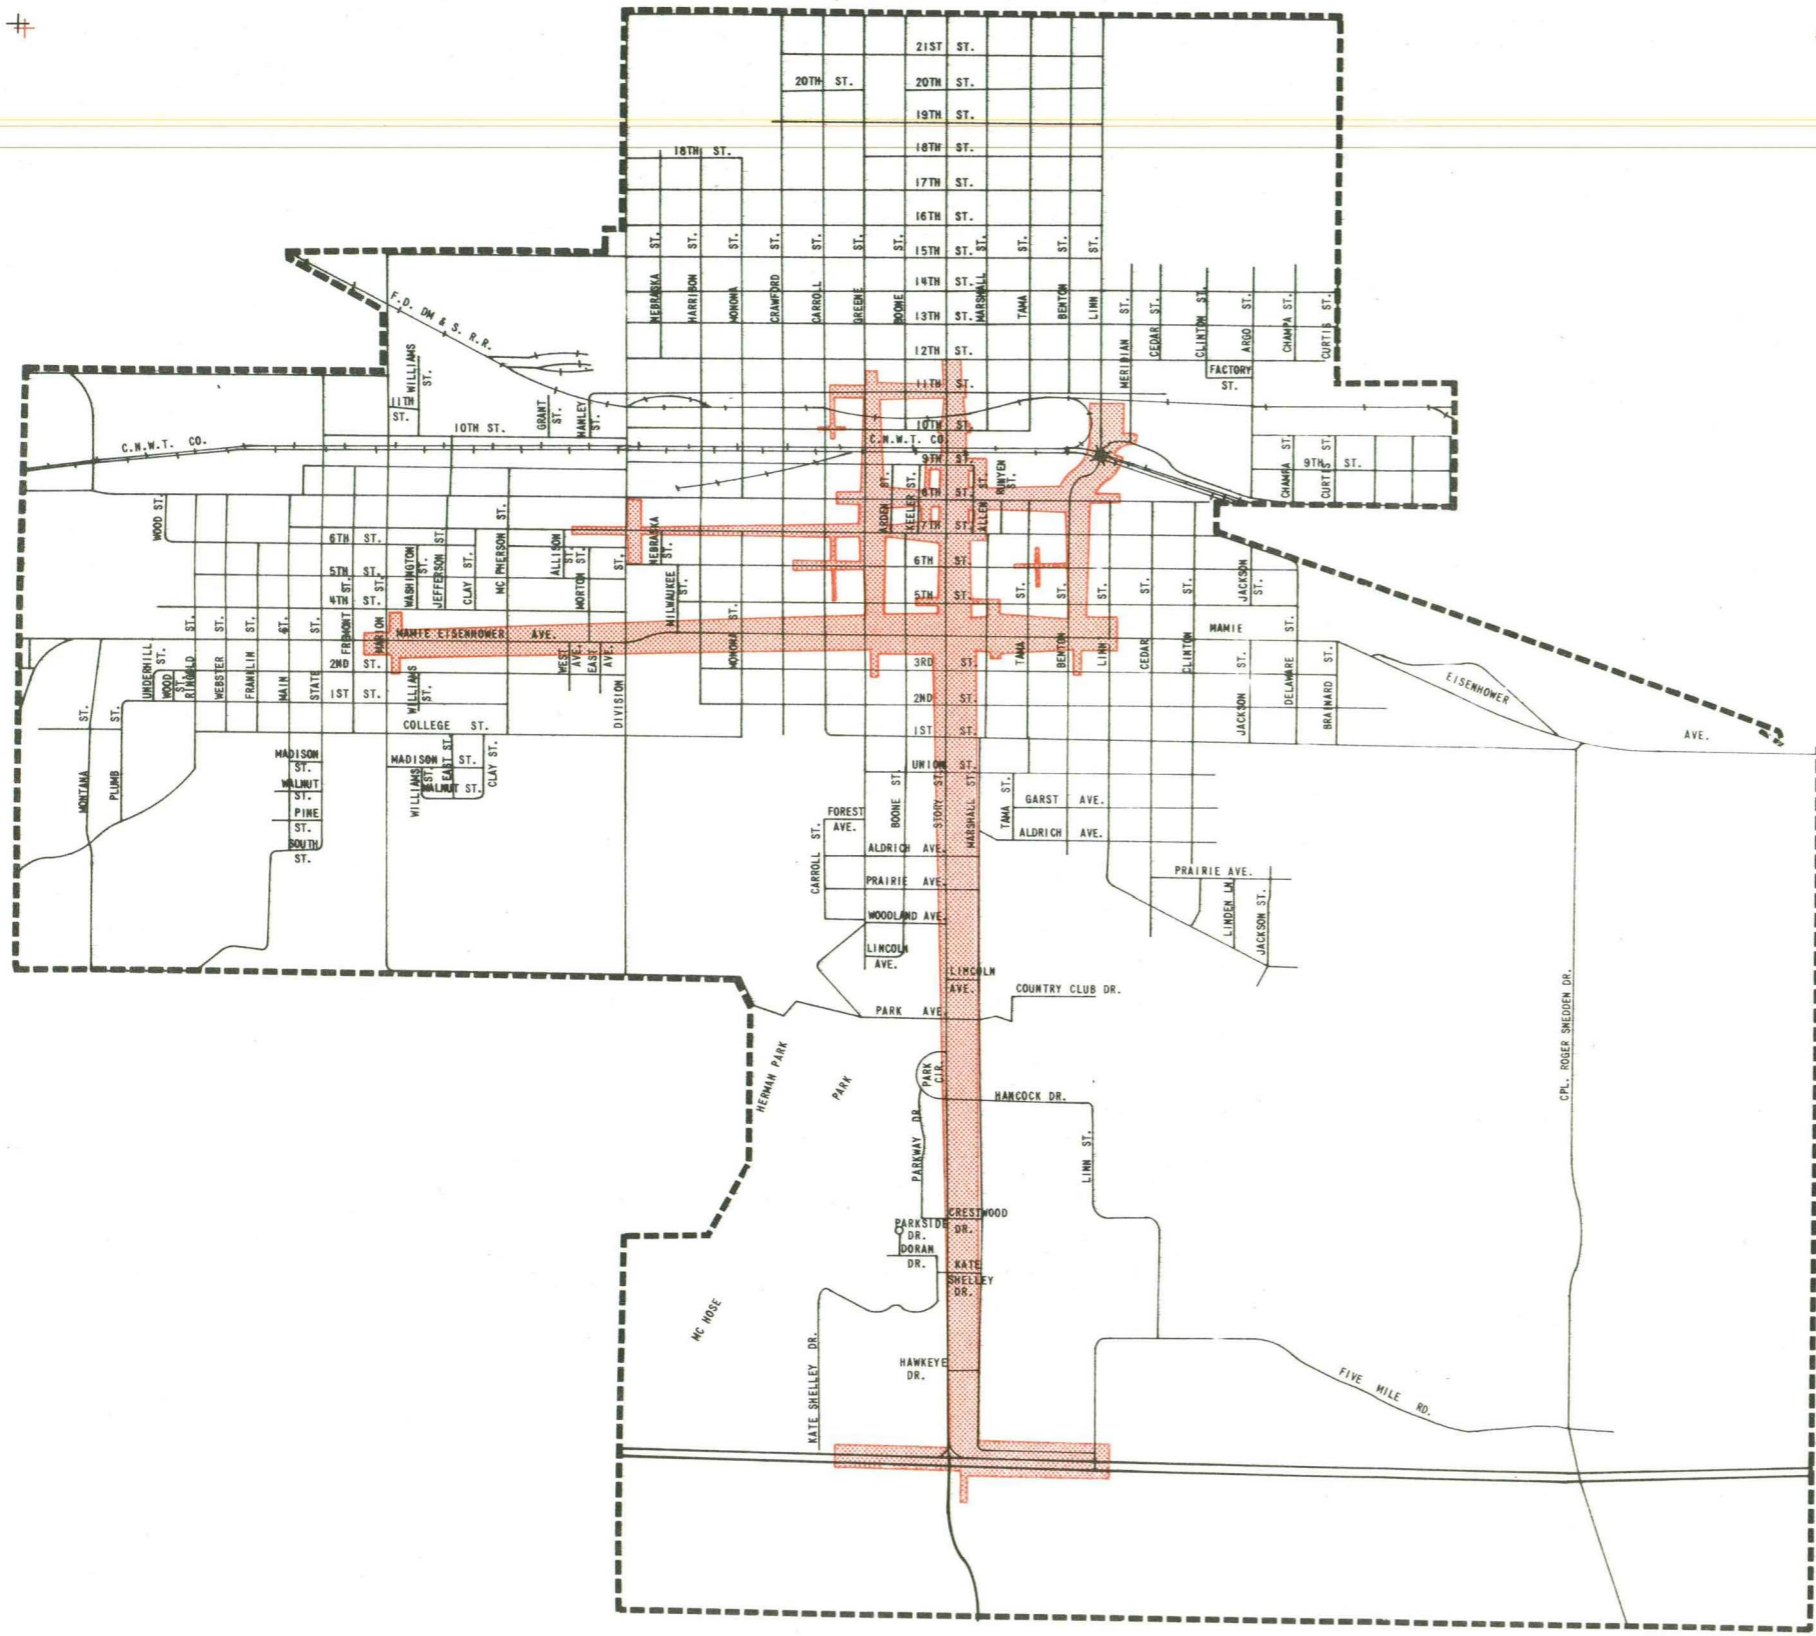 21ST ST.
20TH ST.
20TH ST.
19TH ST.
18TH ST.
18TH ST.
17TH ST.
16TH ST.
15TH ST.
14TH ST.
13TH ST.
12TH ST.
11TH ST.
10TH ST.
C.N.W.T. CO.
9TH ST.
8TH ST.
7TH ST.
6TH ST.
5TH ST.
3RD ST.
2ND ST.
1ST ST.
UNION ST.
NEBRASKA ST.
HARRISON ST.
MONONA ST.
CRAWFORD ST.
CARROLL ST.
GREENE ST.
BOONE ST.
MARSHALL ST.
TAMA ST.
BENTON ST.
LINN ST.
MERIDIAN ST.
CEDAR ST.
CLINTON ST.
ARGO ST.
CHAMPA ST.
CURTIS ST.
FACTORY
ST.
CHAMPA ST.
CURTIS ST.
9TH ST.
F.D. DM & S. R.R.
WILLIAMS
ST.
11TH
ST.
GRANT
ST.
MANLEY
ST.
10TH ST.
C.N.W.T. CO.
WOOD ST.
6TH ST.
5TH ST.
4TH ST.
2ND ST.
1ST ST.
WASHINGTON
ST.
JEFFERSON ST.
CLAY ST.
MC PHERSON ST.
ALLISON
ST.
MORTON ST.
NEBRASKA
ST.
MILWAUKEE
ST.
ARDEN ST.
KEELER ST.
ALLEN ST.
RUNYEN
ST.
MAMIE EISENHOWER AVE.
UNDERHILL
ST.
WOOD
ST.
RINGGOLD ST.
WEBSTER ST.
FRANKLIN ST.
MAIN ST.
STATE ST.
FREMONT ST.
MARION ST.
WILLIAMS
ST.
WEST
AVE.
EAST
AVE.
DIVISION ST.
MONONA ST.
TAMA ST.
BENTON ST.
LINN ST.
CEDAR ST.
CLINTON ST.
JACKSON
ST.
MAMIE
EISENHOWER
AVE.
JACKSON ST.
DELAWARE ST.
BRAINARD ST.
COLLEGE ST.
MONTANA ST.
PLUMB ST.
MADISON
ST.
WALNUT
ST.
PINE
ST.
SOUTH
ST.
MADISON ST.
WILLIAMS
ST.
EAST ST.
WALNUT ST.
CLAY ST.
FOREST
AVE.
CARROLL ST.
BOONE ST.
STORY ST.
MARSHALL ST.
TAMA ST.
GARST AVE.
ALDRICH AVE.
ALDRICH AVE.
PRAIRIE AVE.
WOODLAND AVE.
LINCOLN
AVE.
LINCOLN
AVE.
PARK AVE.
COUNTRY CLUB DR.
PRAIRIE AVE.
LINDEN LN
JACKSON ST.
CPL. ROGER SNEDDEN DR.
HERMAN PARK
PARK
MC HOSE
PARK
CIR.
PARKWAY DR.
HANCOCK DR.
LINN ST.
CRESTWOOD
DR.
PARKSIDE
DR.
DORAN
DR.
KATE
SHELLEY
DR.
KATE SHELLEY DR.
HAWKEYE
DR.
FIVE MILE RD.